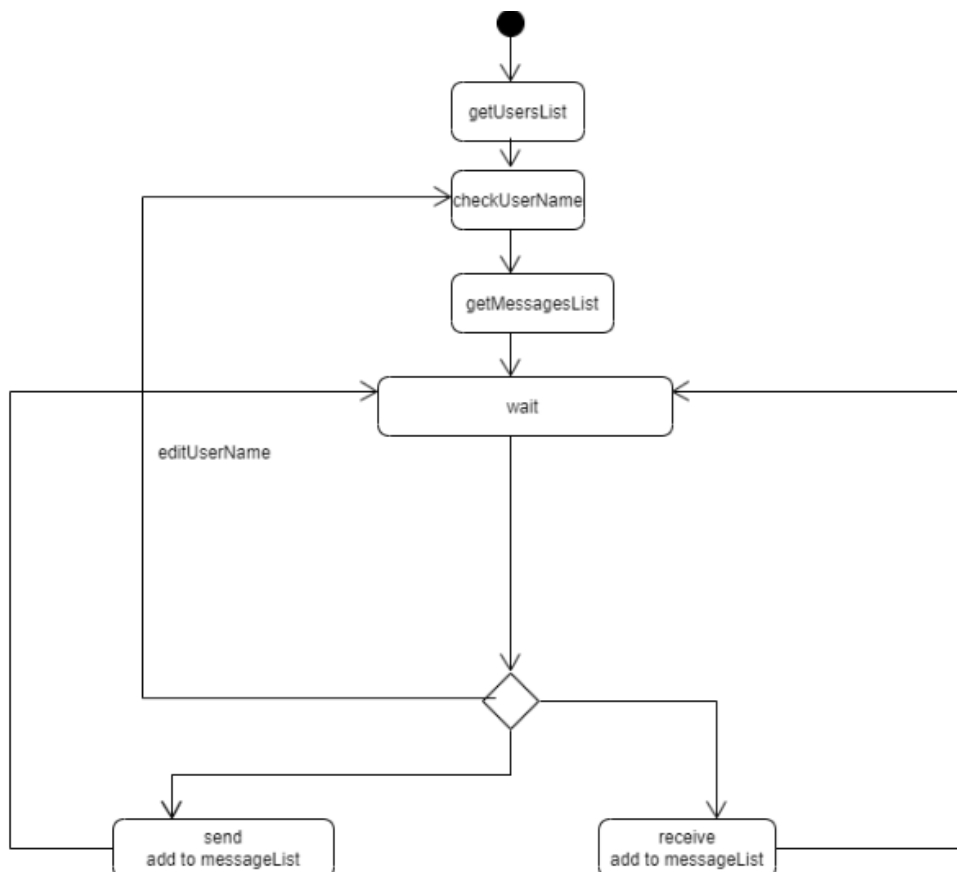 getUsersList
checkUserName
getMessagesList
wait
editUserName
send
add to messageList
receive
add to messageList